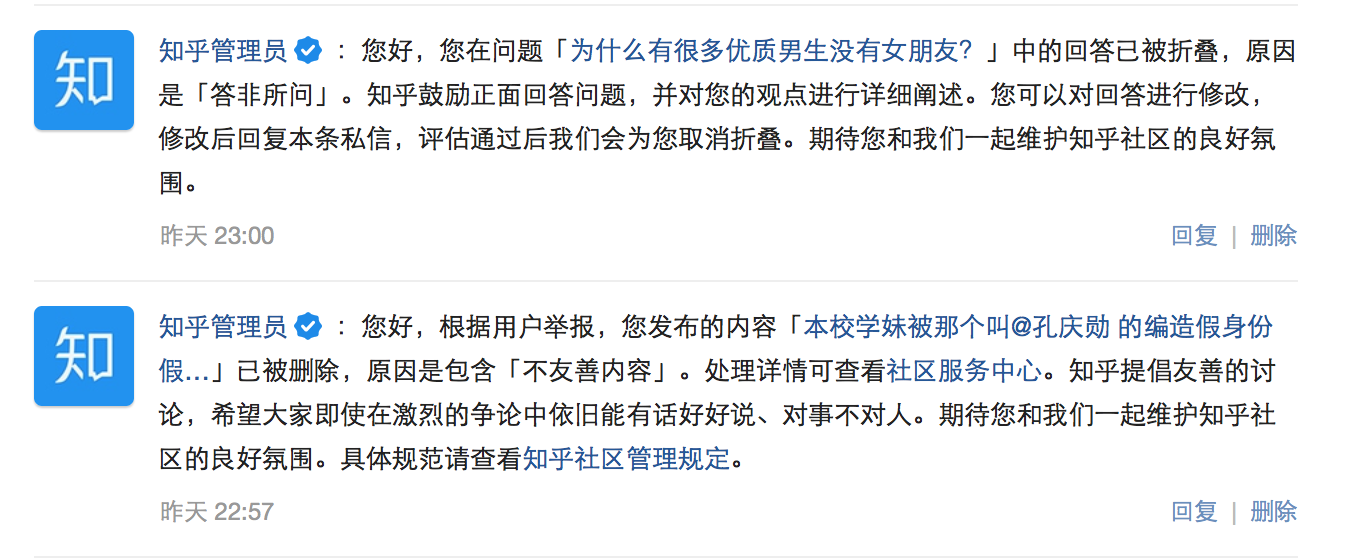 知
知乎管理员 ：您好，您在问题「为什么有很多优质男生没有女朋友？」中的回答已被折叠，原因
是「答非所问」。知乎鼓励正面回答问题，并对您的观点进行详细阐述。您可以对回答进行修改，
修改后回复本条私信，评估通过后我们会为您取消折叠。期待您和我们一起维护知乎社区的良好氛
围。
昨天 23:00
回复 | 删除
知
知乎管理员 ：您好，根据用户举报，您发布的内容「本校学妹被那个叫@孔庆勋 的编造假身份
假...」已被删除，原因是包含「不友善内容」。处理详情可查看社区服务中心。知乎提倡友善的讨
论，希望大家即使在激烈的争论中依旧能有话好好说、对事不对人。期待您和我们一起维护知乎社
区的良好氛围。具体规范请查看知乎社区管理规定。
昨天 22:57
回复 | 删除